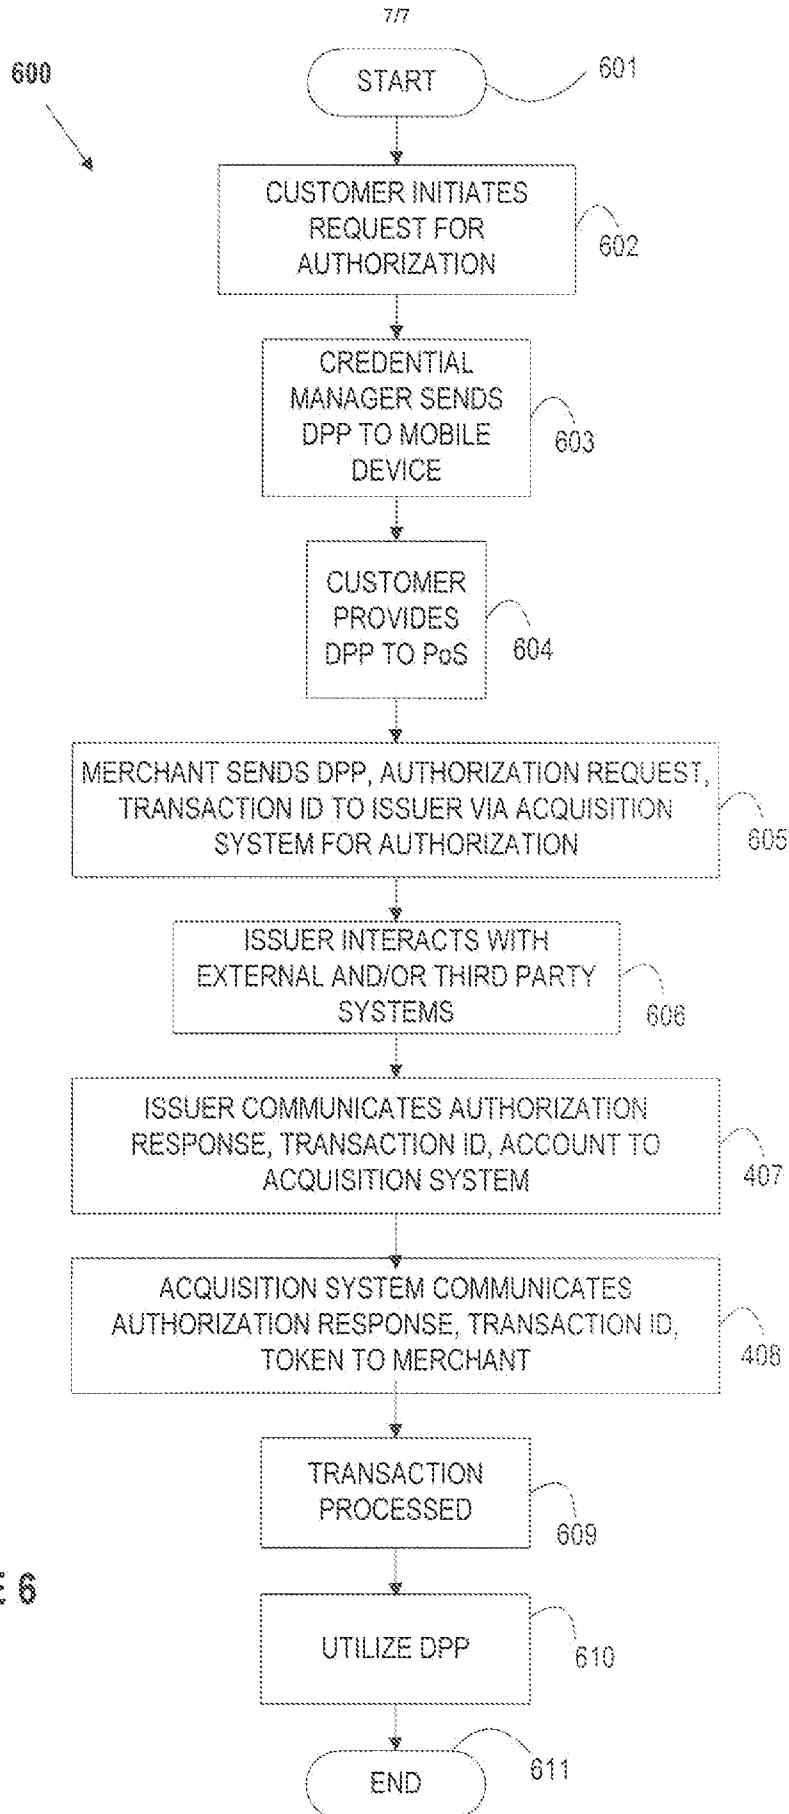 7/7
600
START
601
CUSTOMER INITIATES
REQUEST FOR
AUTHORIZATION
602
CREDENTIAL
MANAGER SENDS
DPP TO MOBILE
DEVICE
603
CUSTOMER
PROVIDES
DPP TO PoS
604
MERCHANT SENDS DPP, AUTHORIZATION REQUEST,
TRANSACTION ID TO ISSUER VIA ACQUISITION
SYSTEM FOR AUTHORIZATION
605
ISSUER INTERACTS WITH
EXTERNAL AND/OR THIRD PARTY
SYSTEMS
606
ISSUER COMMUNICATES AUTHORIZATION
RESPONSE, TRANSACTION ID, ACCOUNT TO
ACQUISITION SYSTEM
407
ACQUISITION SYSTEM COMMUNICATES
AUTHORIZATION RESPONSE, TRANSACTION ID,
TOKEN TO MERCHANT
408
TRANSACTION
PROCESSED
609
E 6
UTILIZE DPP
610
END
611